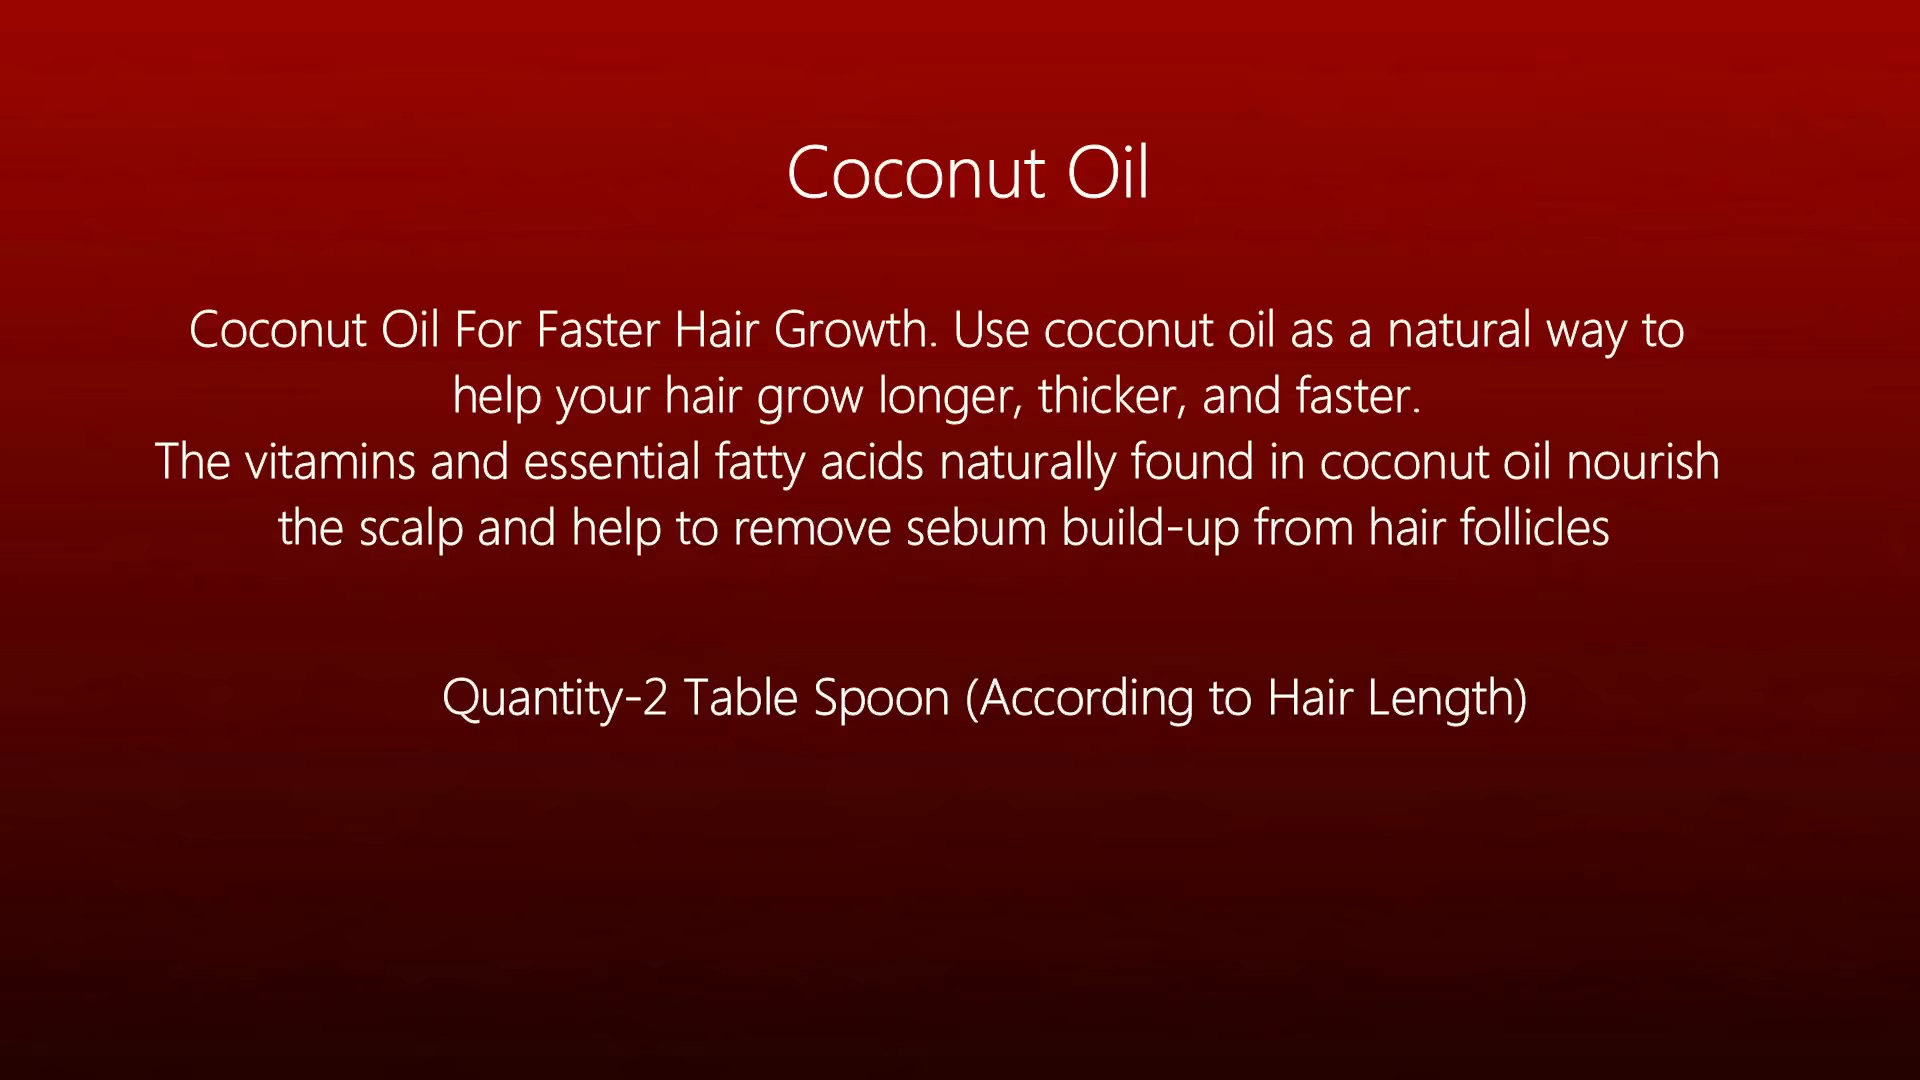 Coconut Oil
Coconut Oil For Faster Hair Growth. Use coconut oil as a natural way to
help your hair grow longer, thicker, and faster.
The vitamins and essential fatty acids naturally found in coconut oil nourish
the scalp and help to remove sebum build-up from hair follicles
Quantity-2 Table Spoon (According to Hair Length)